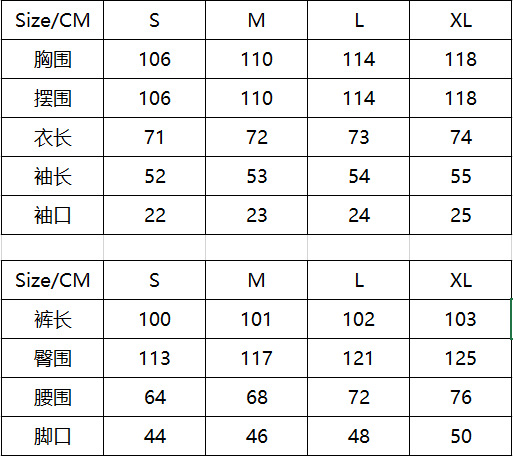 Size/CM S M L XL
胸围 106 110 114 118
摆围 106 110 114 118
衣长 71 72 73 74
袖长 52 53 54 55
袖口 22 23 24 25
Size/CM S M L XL
裤长 100 101 102 103
臀围 113 117 121 125
腰围 64 68 72 76
脚口 44 46 48 50